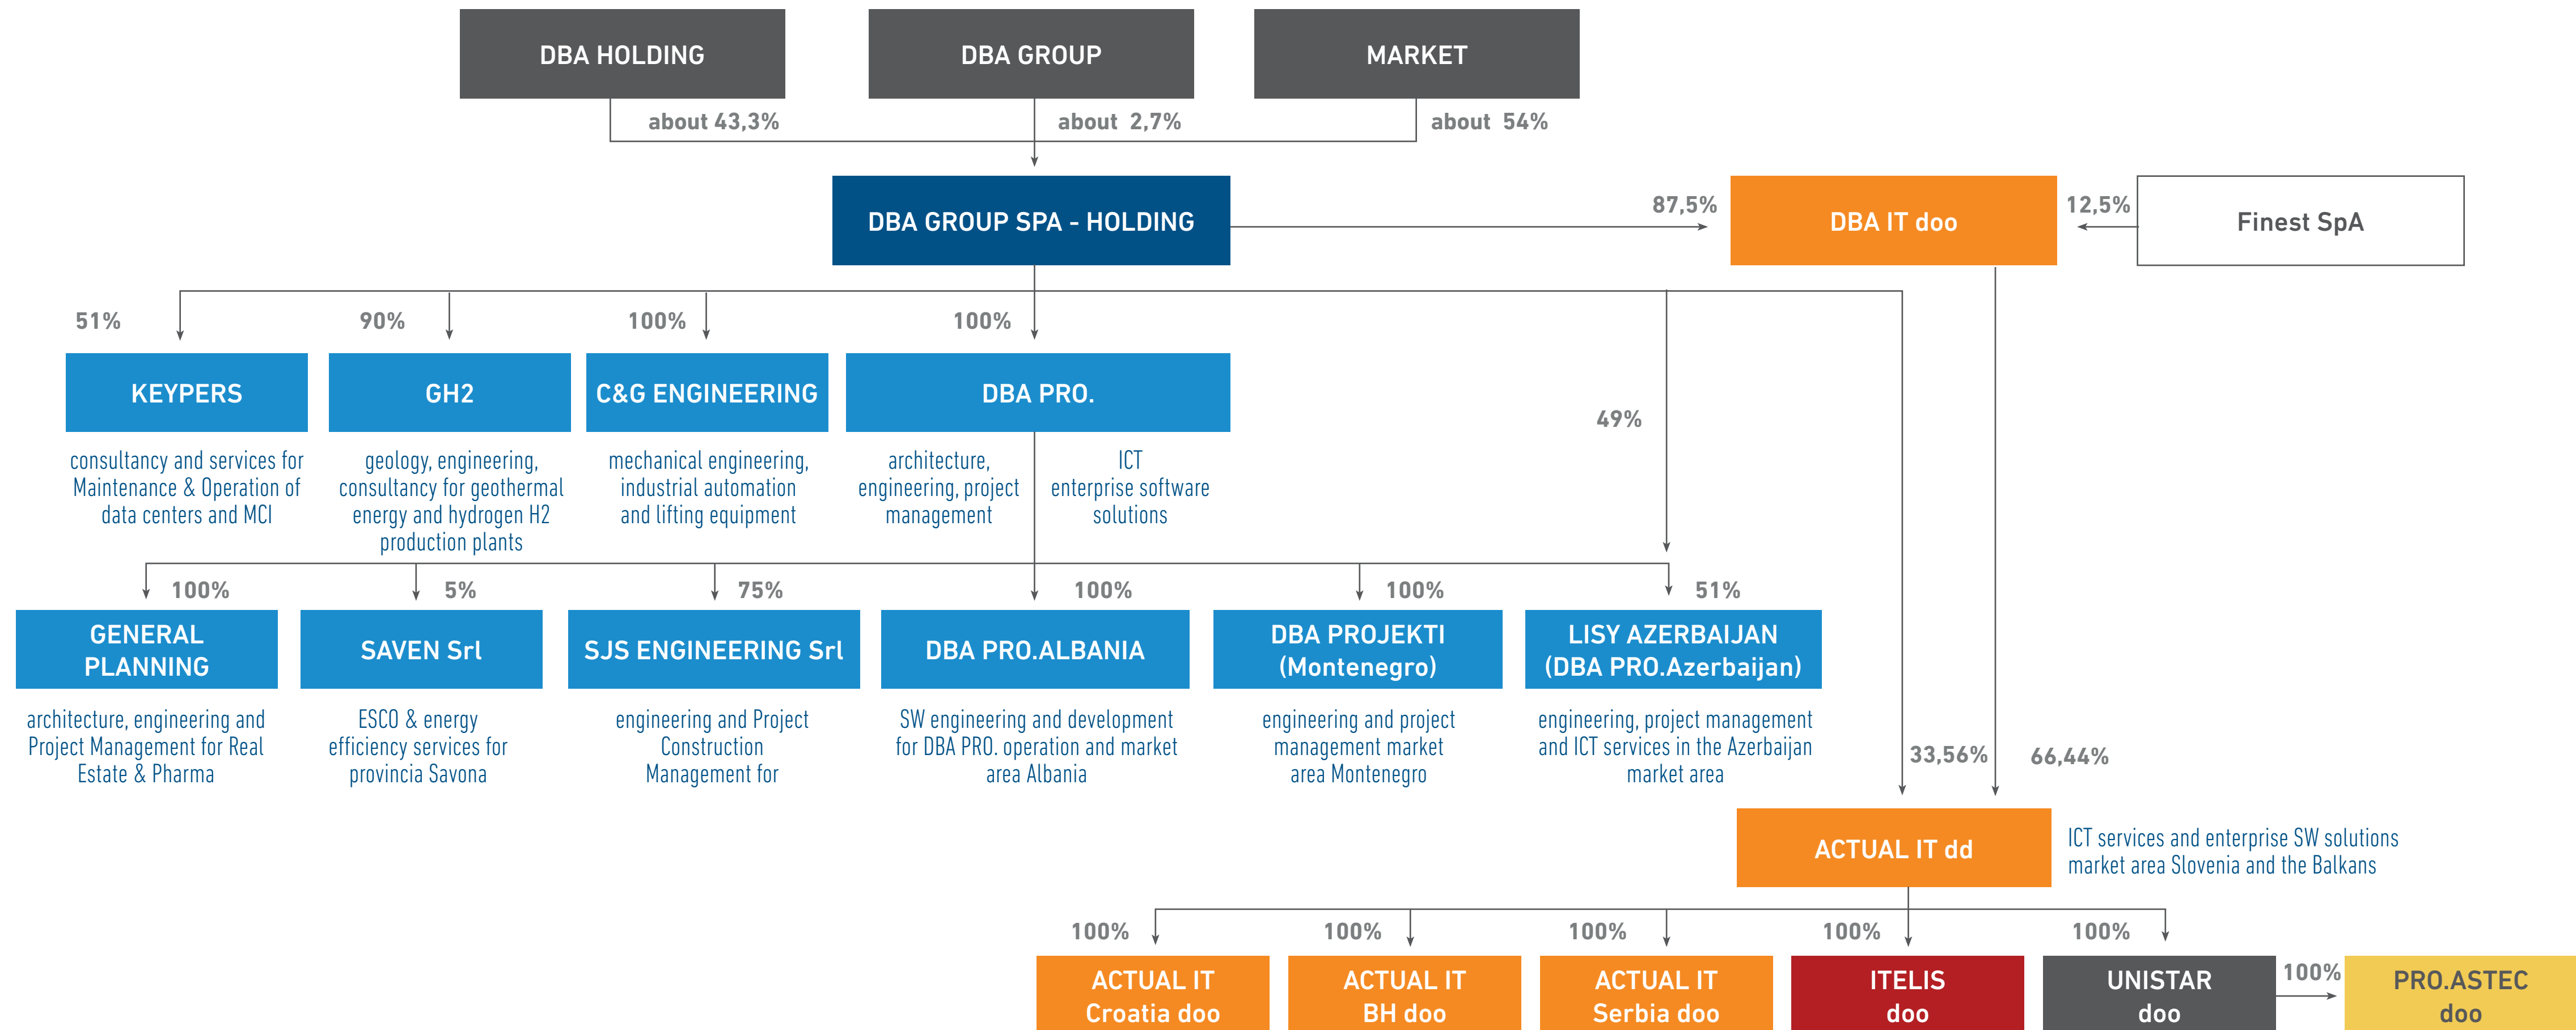 DBA HOLDING
DBA GROUP
MARKET
about 43,3%
about 2,7%
about 54%
DBA GROUP SPA - HOLDING
87,5%
DBA IT doo
12,5%
Finest SpA
51%
90%
100%
100%
KEYPERS
GH2
C&G ENGINEERING
DBA PRO.
49%
consultancy and services for
Maintenance & Operation of
data centers and MCI
geology, engineering,
consultancy for geothermal
energy and hydrogen H2
production plants
mechanical engineering,
industrial automation
and lifting equipment
architecture,
engineering, project
management
ICT
enterprise software
solutions
100%
5%
75%
100%
100%
51%
GENERAL
PLANNING
SAVEN Srl
SJS ENGINEERING Srl
DBA PRO.ALBANIA
DBA PROJEKTI
(Montenegro)
LISY AZERBAIJAN
(DBA PRO.Azerbaijan)
architecture, engineering and
Project Management for Real
Estate & Pharma
ESCO & energy
efficiency services for
provincia Savona
engineering and Project
Construction
Management for
SW engineering and development
for DBA PRO. operation and market
area Albania
engineering and project
management market
area Montenegro
engineering, project management
and ICT services in the Azerbaijan
market area
33,56%
66,44%
ACTUAL IT dd
ICT services and enterprise SW solutions
market area Slovenia and the Balkans
100%
100%
100%
100%
100%
ACTUAL IT
Croatia doo
ACTUAL IT
BH doo
ACTUAL IT
Serbia doo
ITELIS
doo
UNISTAR
doo
100%
PRO.ASTEC
doo